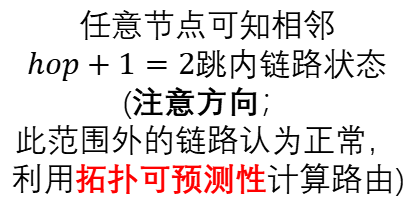 任意节点可知相邻
hop + 1 = 2跳内链路状态
(注意方向;
此范围外的链路认为正常,
利用拓扑可预测性计算路由)